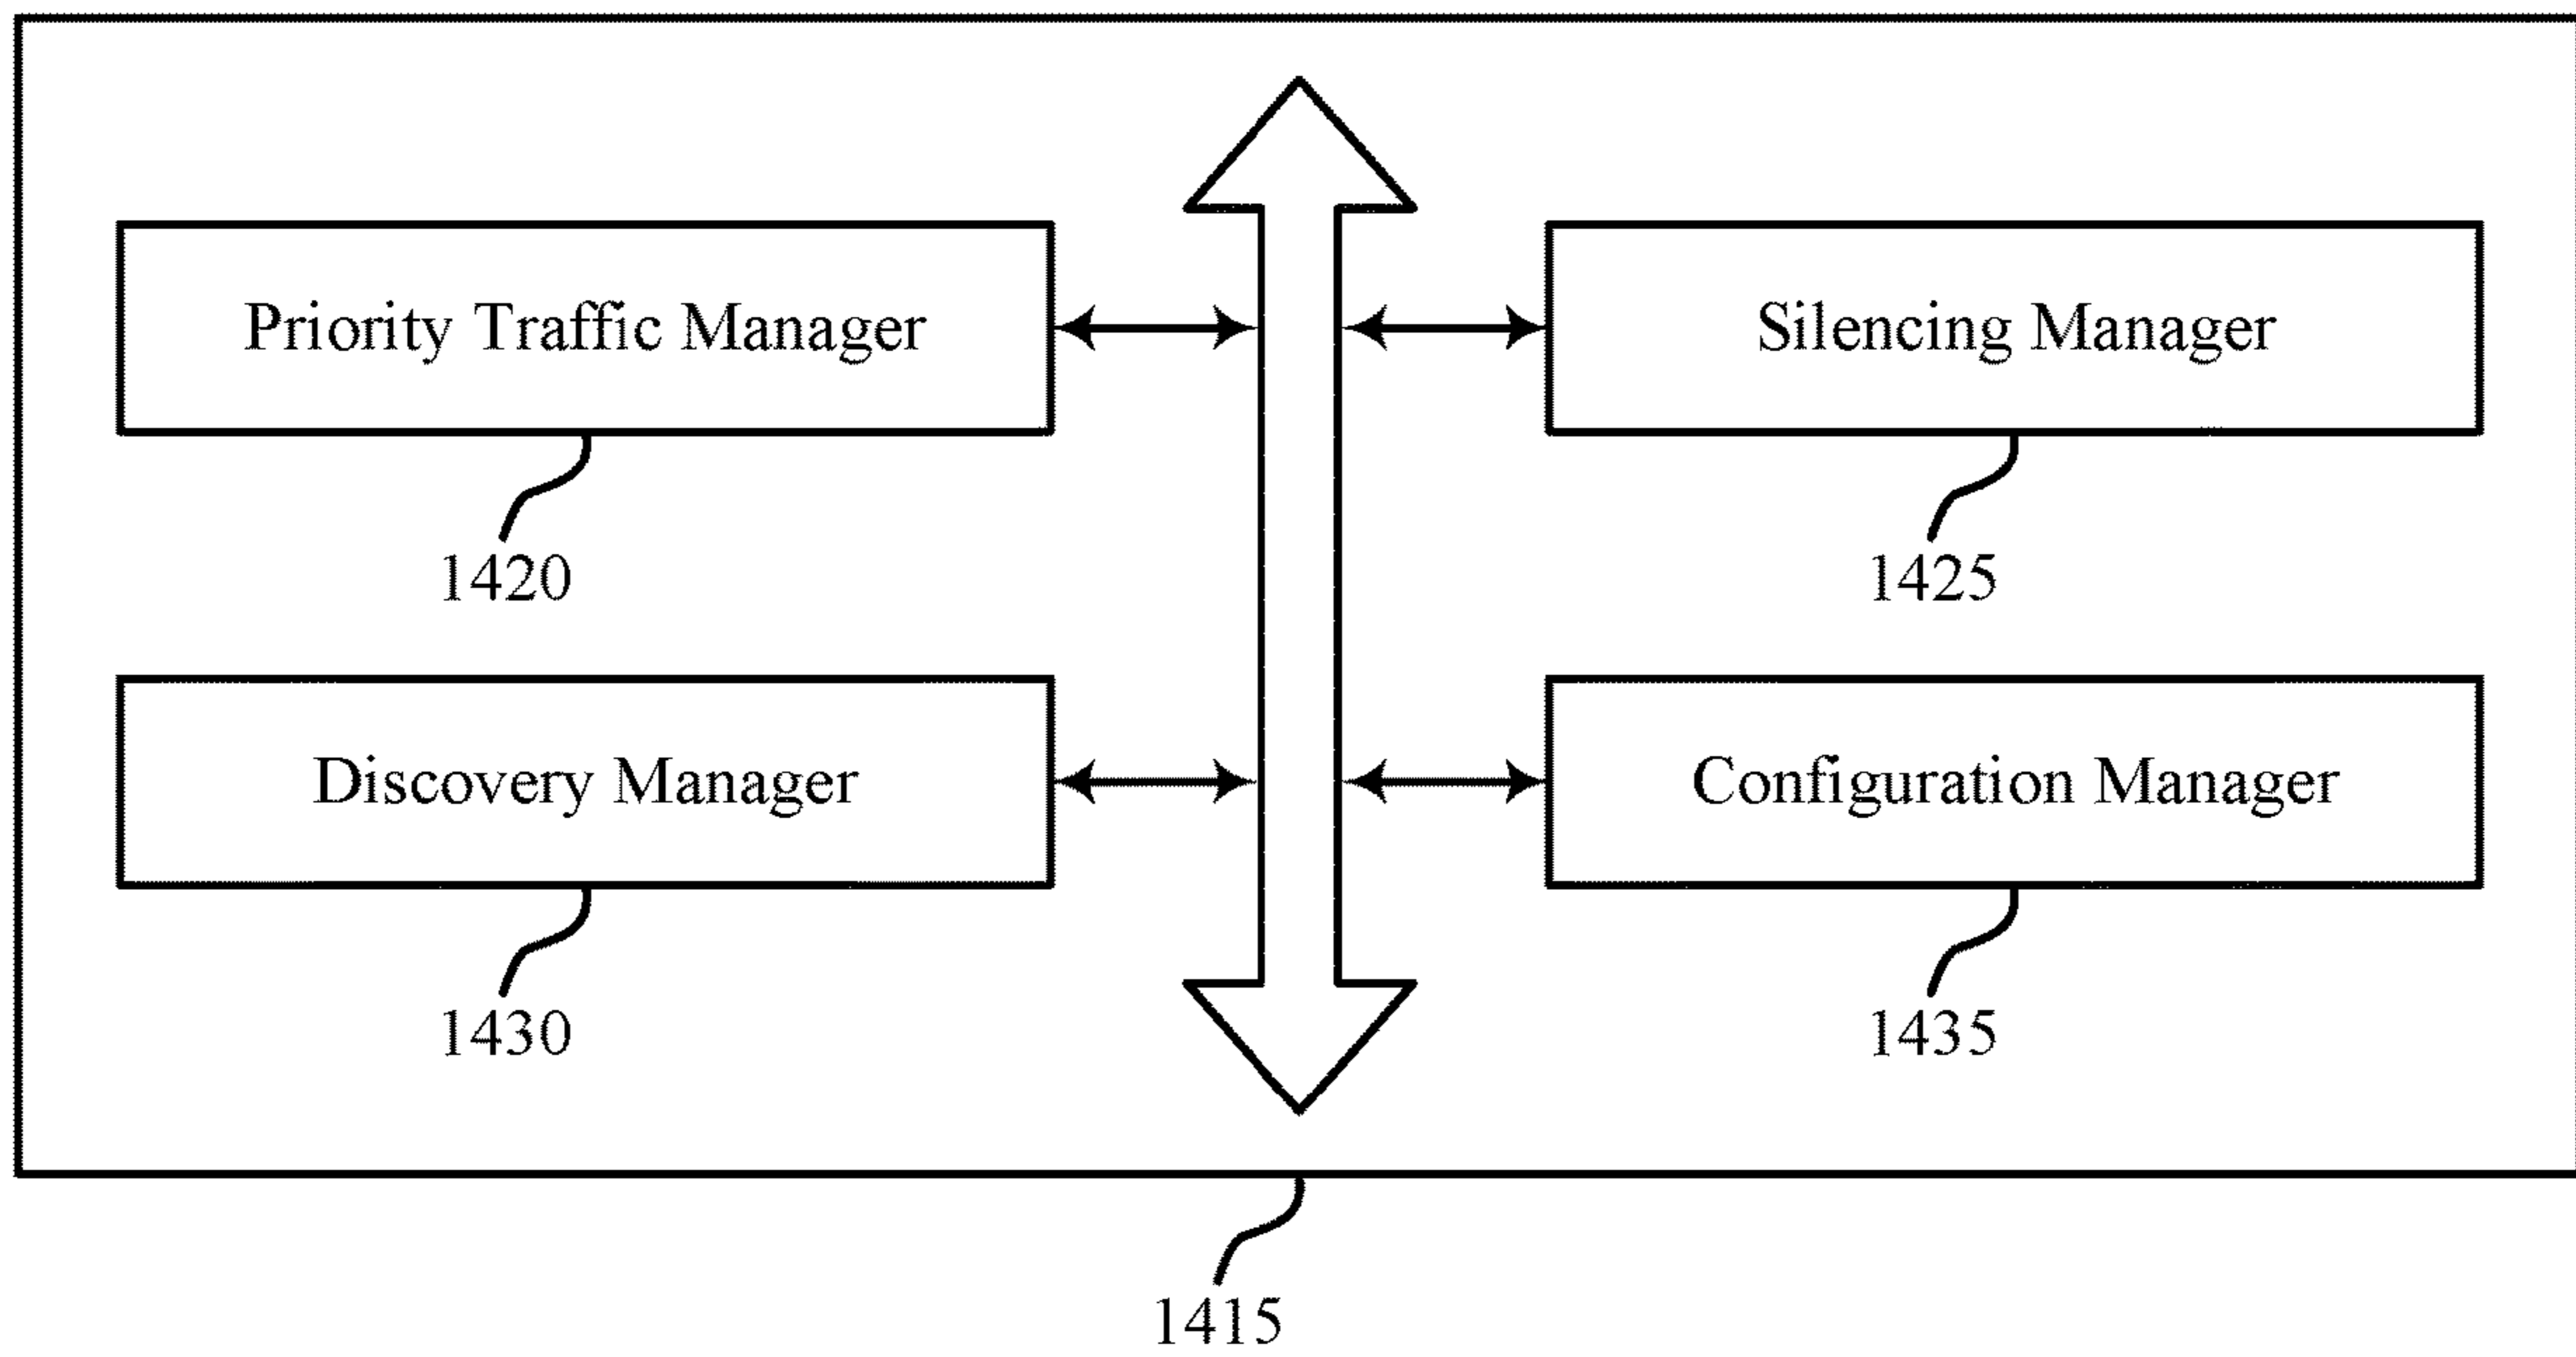 Priority Traffic Manager
Silencing Manager
1420
1425
Discovery Manager
Configuration Manager
1430
1435
1415